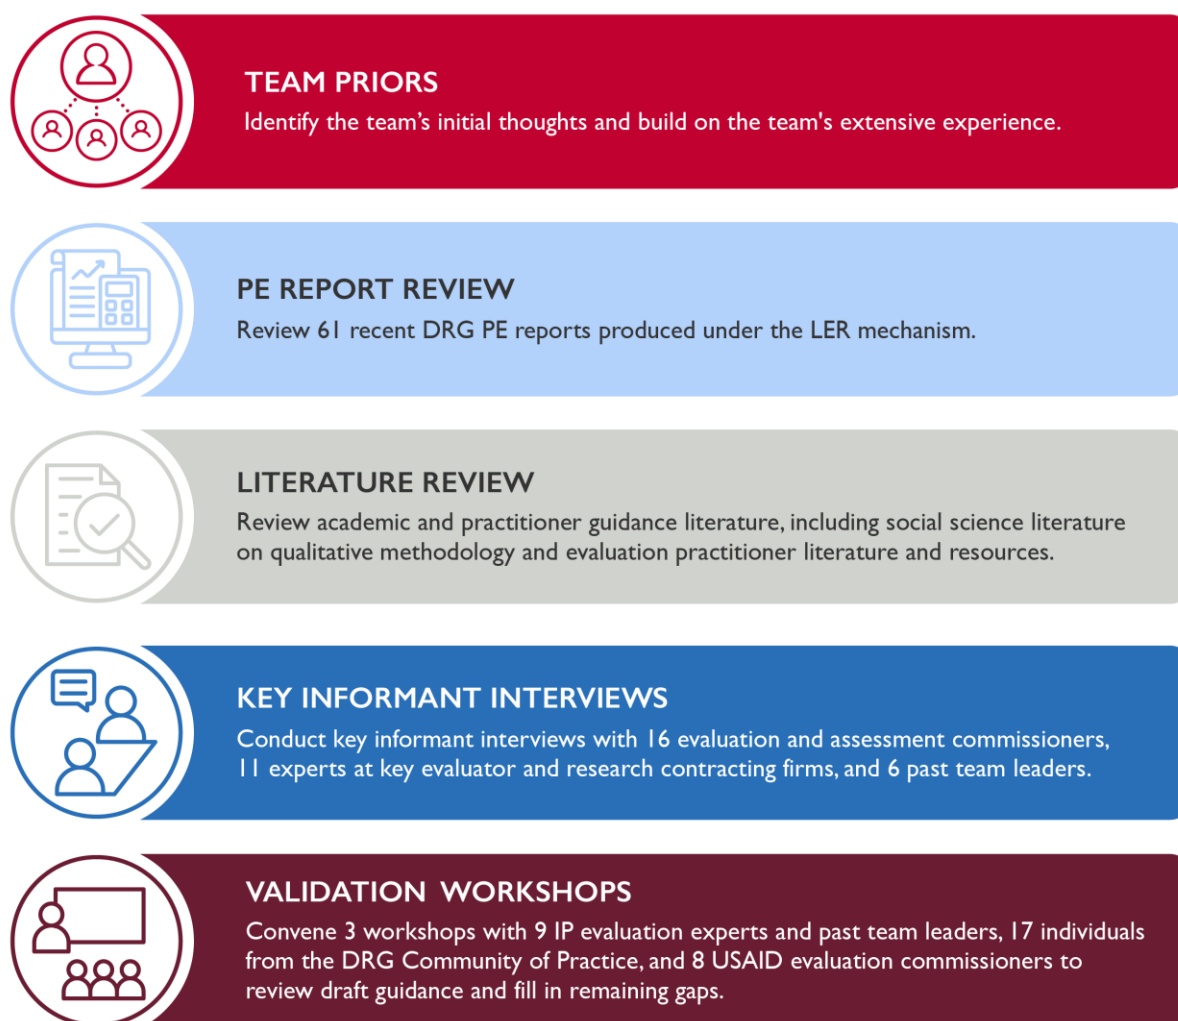 TEAM PRIORS
Identify the team’s initial thoughts and build on the team's extensive experience.
PE REPORT REVIEW
Review 61 recent DRG PE reports produced under the LER mechanism.
LITERATURE REVIEW
Review academic and practitioner guidance literature, including social science literature
on qualitative methodology and evaluation practitioner literature and resources.
KEY INFORMANT INTERVIEWS
Conduct key informant interviews with 16 evaluation and assessment commissioners,
11 experts at key evaluator and research contracting firms, and 6 past team leaders.
VALIDATION WORKSHOPS
Convene 3 workshops with 9 IP evaluation experts and past team leaders, 17 individuals
from the DRG Community of Practice, and 8 USAID evaluation commissioners to
review draft guidance and fill in remaining gaps.